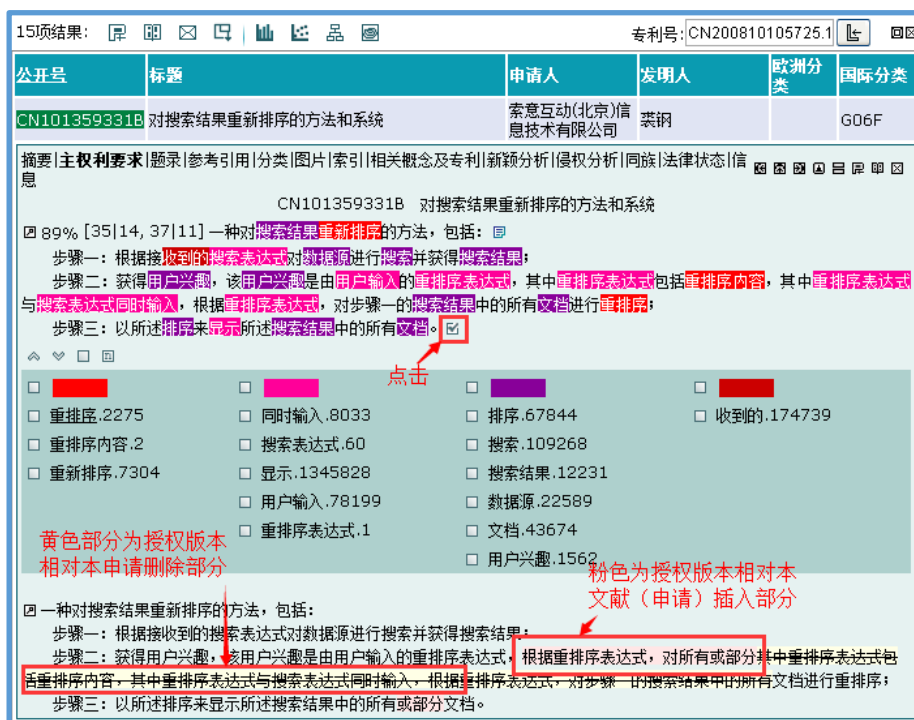 15项结果: 专利号: CN200810105725.1
公开号 标题 申请人 发明人 欧洲分类 国际分类
CN101359331B 对搜索结果重新排序的方法和系统 索意互动(北京)信息技术有限公司 裘钢 G06F
摘要|主权利要求|题录|参考引用|分类|图片|索引|相关概念及专利|新颖分析|侵权分析|同族|法律状态|信
息
CN101359331B 对搜索结果重新排序的方法和系统
89% [35|14, 37|11] 一种对搜索结果重新排序的方法，包括：
步骤一：根据接收到的搜索表达式对数据源进行搜索并获得搜索结果；
步骤二：获得用户兴趣，该用户兴趣是由用户输入的重排序表达式，其中重排序表达式包括重排序内容，其中重排序表达式
与搜索表达式同时输入，根据重排序表达式，对步骤一的搜索结果中的所有文档进行重排序；
步骤三：以所述排序来显示所述搜索结果中的所有文档。
点击
重排序.2275 同时输入.8033 排序.67844 收到的.174739
重排序内容.2 搜索表达式.60 搜索.109268
重新排序.7304 显示.1345828 搜索结果.12231
用户输入.78199 数据源.22589
重排序表达式.1 文档.43674
用户兴趣.1562
黄色部分为授权版本
相对本申请删除部分
粉色为授权版本相对本
文献（申请）插入部分
一种对搜索结果重新排序的方法，包括：
步骤一：根据接收到的搜索表达式对数据源进行搜索并获得搜索结果；
步骤二：获得用户兴趣，该用户兴趣是由用户输入的重排序表达式，根据重排序表达式，对所有或部分其中重排序表达式包
括重排序内容，其中重排序表达式与搜索表达式同时输入，根据重排序表达式，对步骤一的搜索结果中的所有文档进行重排序；
步骤三：以所述排序来显示所述搜索结果中的所有或部分文档。